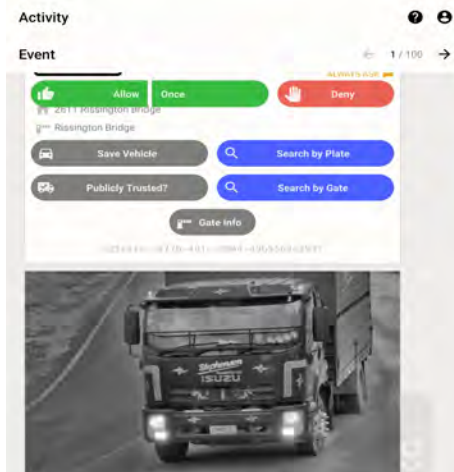 Activity
Event
1 / 100
ALWAYS ASK
Allow Once Deny
2611 Rissington Bridge
Rissington Bridge
Save Vehicle Search by Plate
Publicly Trusted? Search by Gate
Gate Info
ISUZU